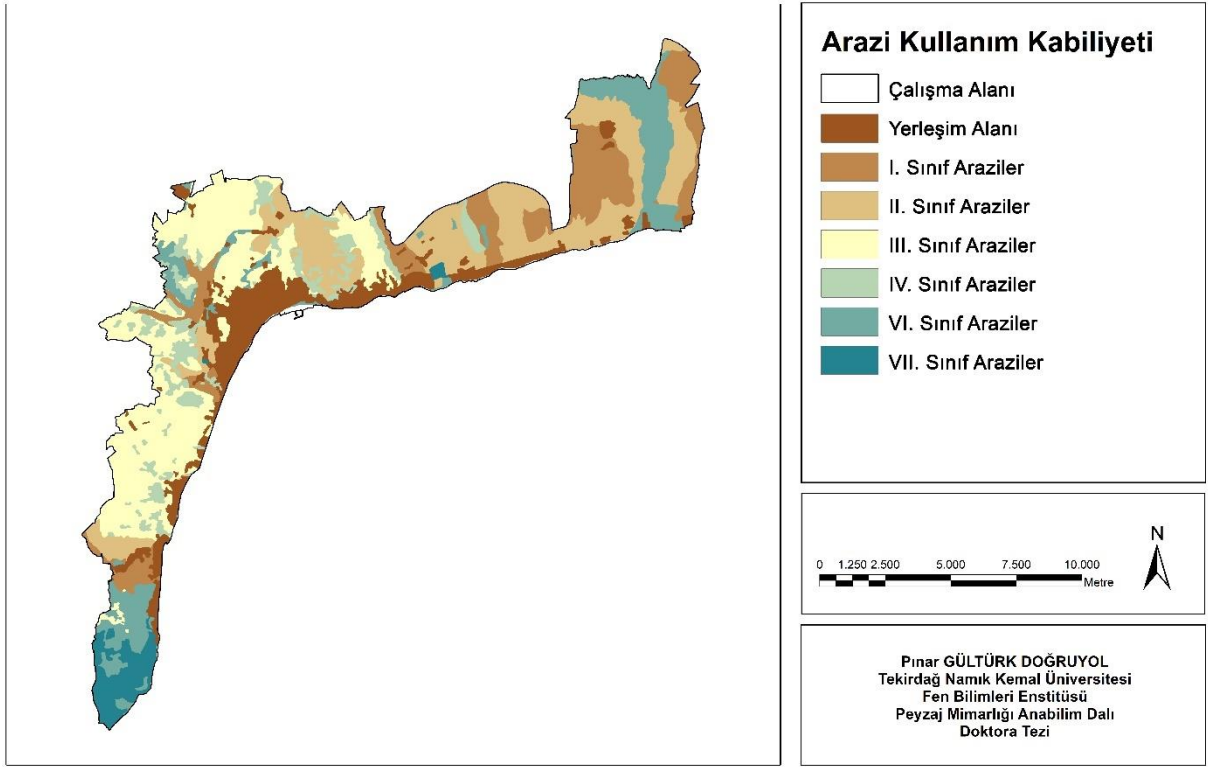 Arazi Kullanım Kabiliyeti
Çalışma Alanı
Yerleşim Alanı
I. Sınıf Araziler
II. Sınıf Araziler
III. Sınıf Araziler
IV. Sınıf Araziler
VI. Sınıf Araziler
VII. Sınıf Araziler
N
0 1.250 2.500 5.000 7.500 10.000
Metre
Pınar GÜLTÜRK DOĞRUYOL
Tekirdağ Namık Kemal Üniversitesi
Fen Bilimleri Enstitüsü
Peyzaj Mimarlığı Anabilim Dalı
Doktora Tezi